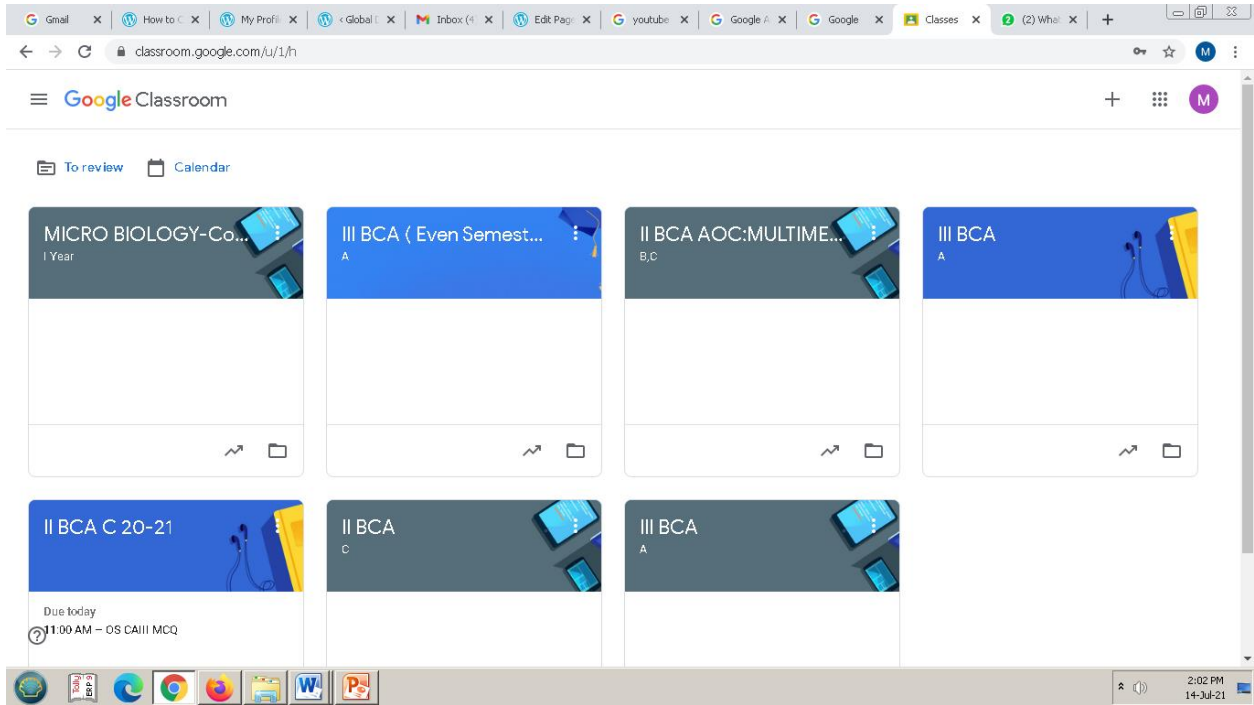 Gmail
How to C
My Profil
< Global [
Inbox (4
Edit Page
youtube
Google A
Google
Classes
(2) What
classroom.google.com/u/1/h
M
Google Classroom
M
To review
Calendar
MICRO BIOLOGY-Co...
I Year
III BCA ( Even Semest...
A
II BCA AOC:MULTIME...
B,C
III BCA
A
II BCA C 20-21
II BCA
C
III BCA
A
Due today
11:00 AM – OS CAIII MCQ
Tally
ERP 9
2:02 PM
14-Jul-21